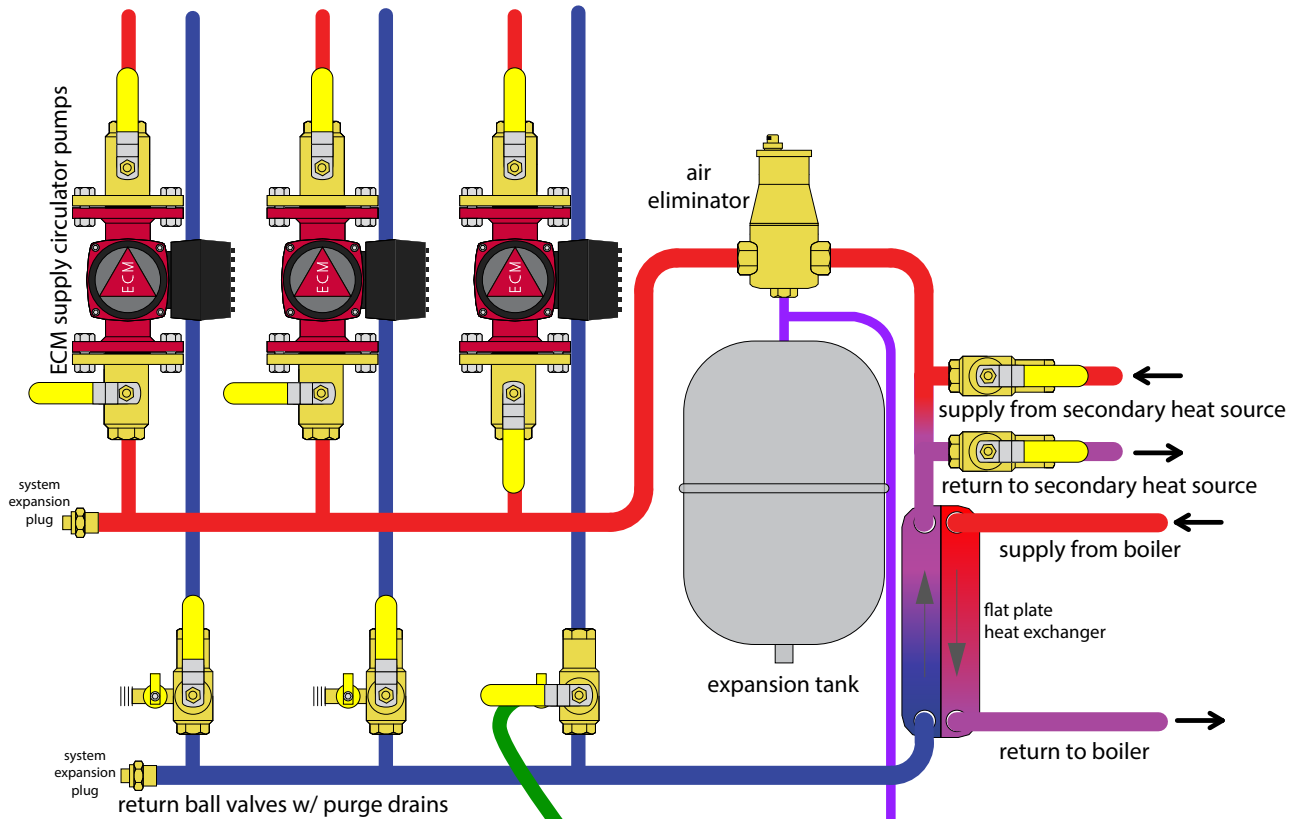 ECM supply circulator pumps
ECM
ECM
ECM
air
eliminator
supply from secondary heat source
return to secondary heat source
system
expansion
plug
supply from boiler
flat plate
heat exchanger
expansion tank
return to boiler
system
expansion
plug
return ball valves w/ purge drains